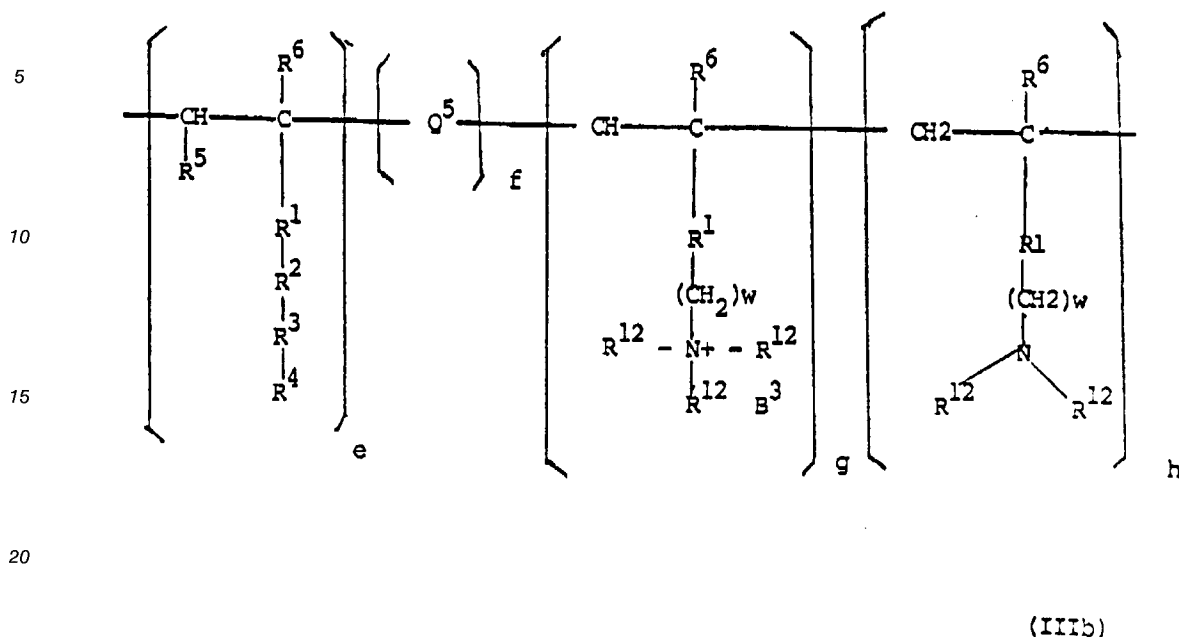 R⁶ R⁶ R⁶
5
CH C Q⁵ CH C CH2 C
R⁵ f
10 R¹ R¹ R1
R² (CH₂)w (CH2)w
R³ R¹² - N+ - R¹² N
R⁴ R¹² B³ R¹² R¹²
15
e g h
20
(IIIb)